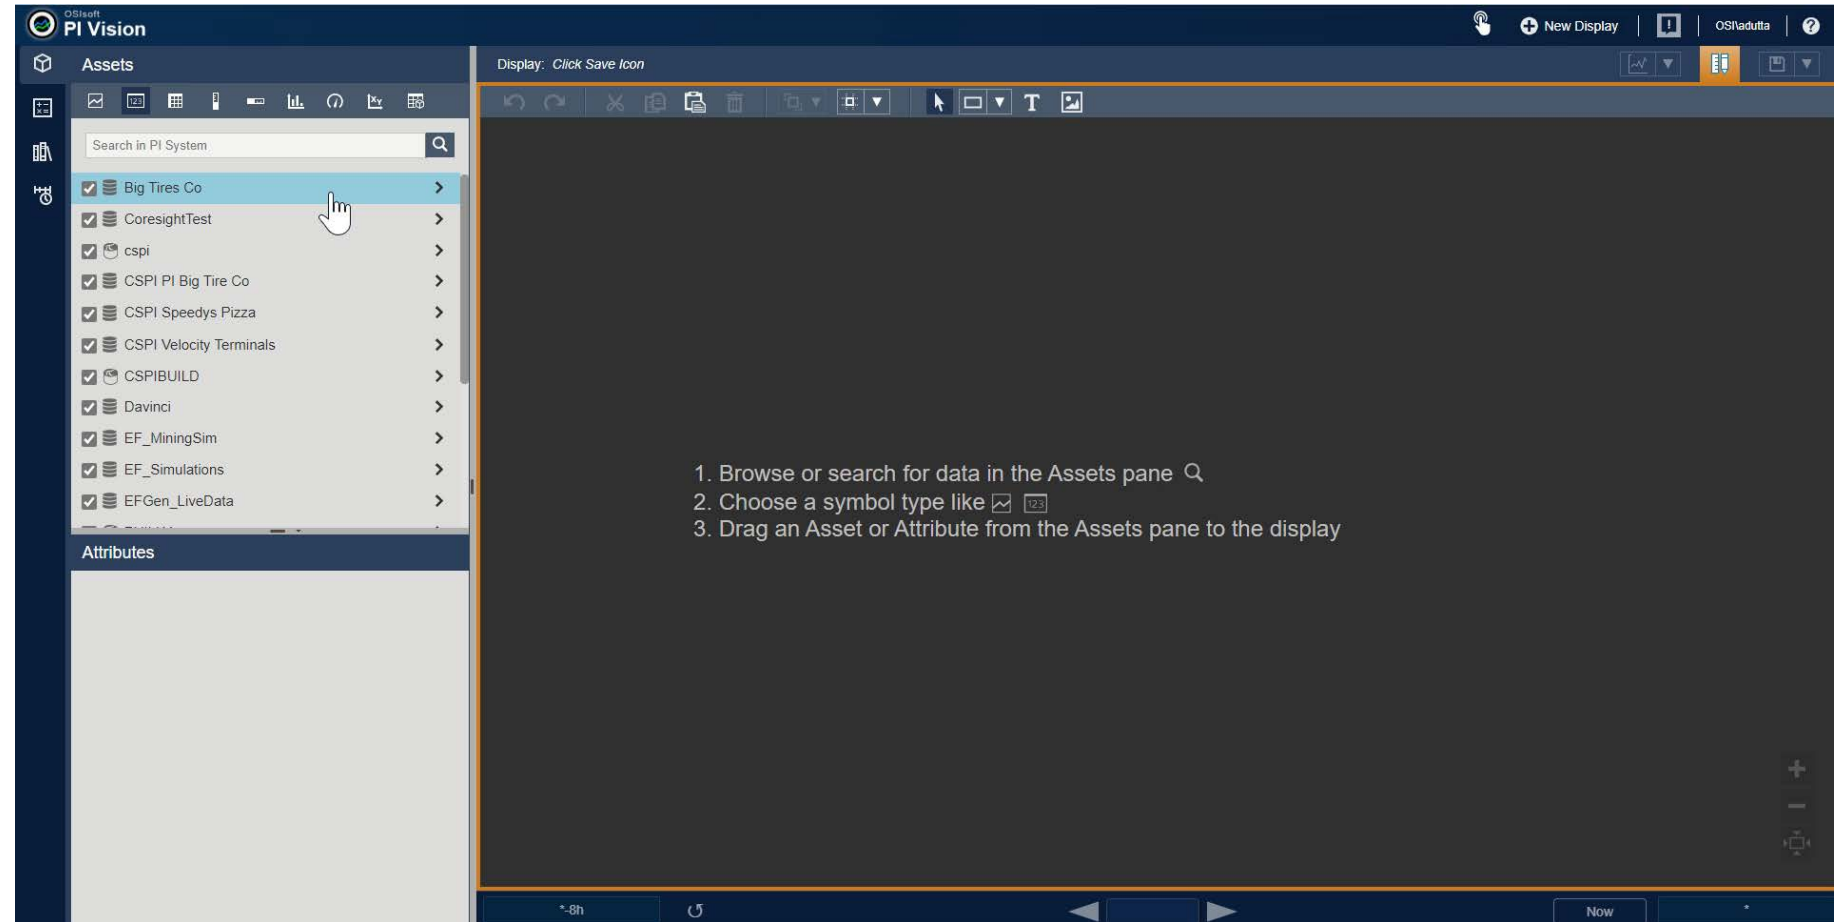 OSIsoft
PI Vision
New Display
OSI\adutta
Assets
Display: Click Save Icon
Search in PI System
Big Tires Co
CoresightTest
cspi
CSPI PI Big Tire Co
CSPI Speedys Pizza
CSPI Velocity Terminals
CSPIBUILD
Davinci
EF_MiningSim
EF_Simulations
EFGen_LiveData
1. Browse or search for data in the Assets pane
2. Choose a symbol type like 123
3. Drag an Asset or Attribute from the Assets pane to the display
Attributes
*-8h
Now
*